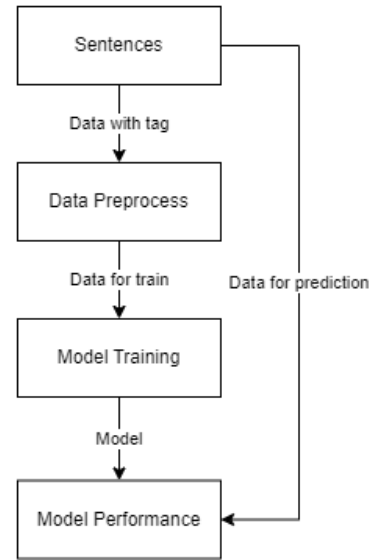 Sentences
Data with tag
Data Preprocess
Data for train
Data for prediction
Model Training
Model
Model Performance